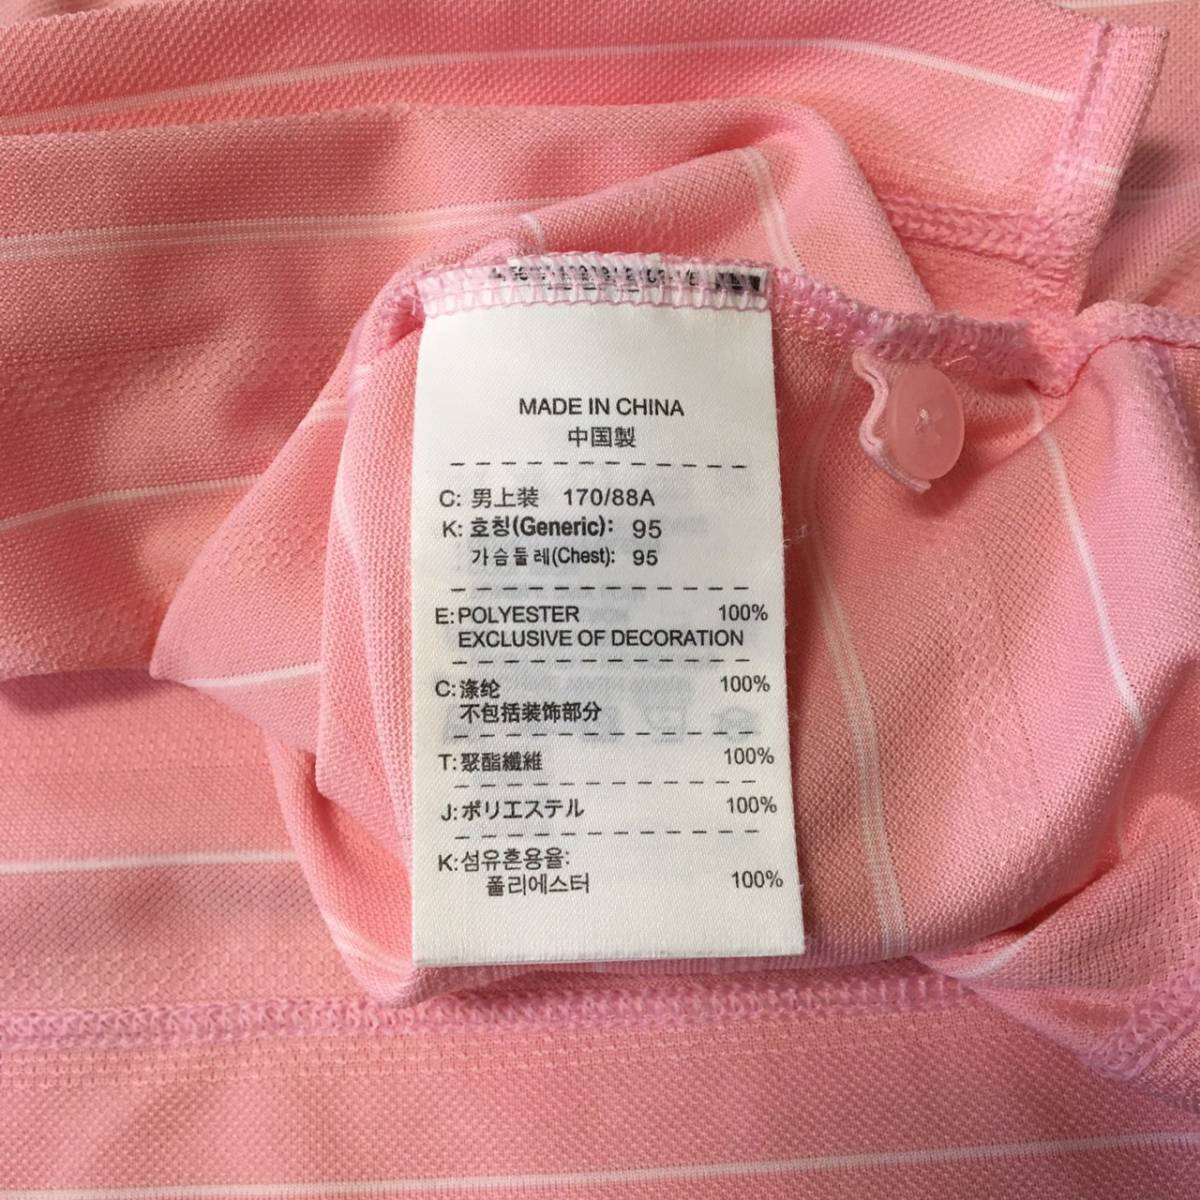 MADE IN CHINA
中国製
C: 男上装 170/88A
K: 호칭(Generic): 95
가슴둘레(Chest): 95
E: POLYESTER 100%
EXCLUSIVE OF DECORATION
C: 涤纶 100%
不包括装饰部分
T: 聚酯纖維 100%
J: ポリエステル 100%
K: 섬유혼용율:
폴리에스터 100%